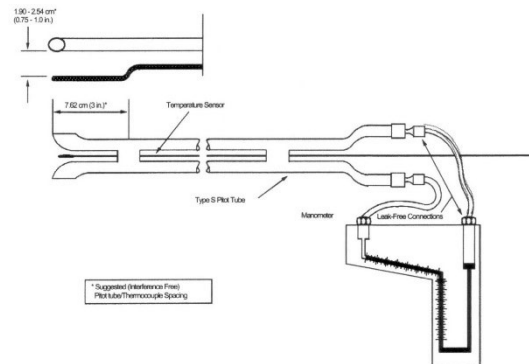 1.90 - 2.54 cm*
(0.75 - 1.0 in.)
7.62 cm (3 in.)*
Temperature Sensor
Type S Pitot Tube
Manometer
Leak-Free Connections
* Suggested (Interference Free)
Pitot tube/Thermocouple Spacing